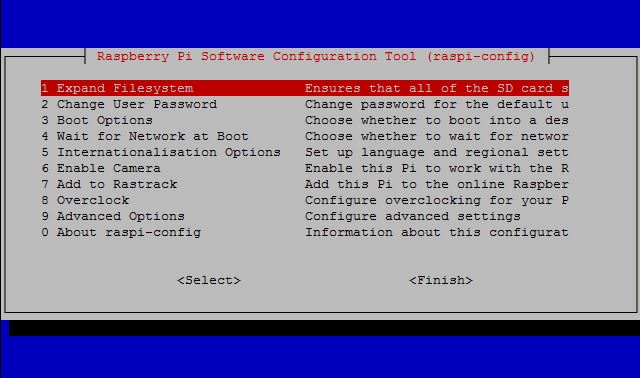 Raspberry Pi Software Configuration Tool (raspi-config)
1 Expand Filesystem Ensures that all of the SD card s
2 Change User Password Change password for the default u
3 Boot Options Choose whether to boot into a des
4 Wait for Network at Boot Choose whether to wait for networ
5 Internationalisation Options Set up language and regional sett
6 Enable Camera Enable this Pi to work with the R
7 Add to Rastrack Add this Pi to the online Raspber
8 Overclock Configure overclocking for your P
9 Advanced Options Configure advanced settings
0 About raspi-config Information about this configurat
<Select> <Finish>